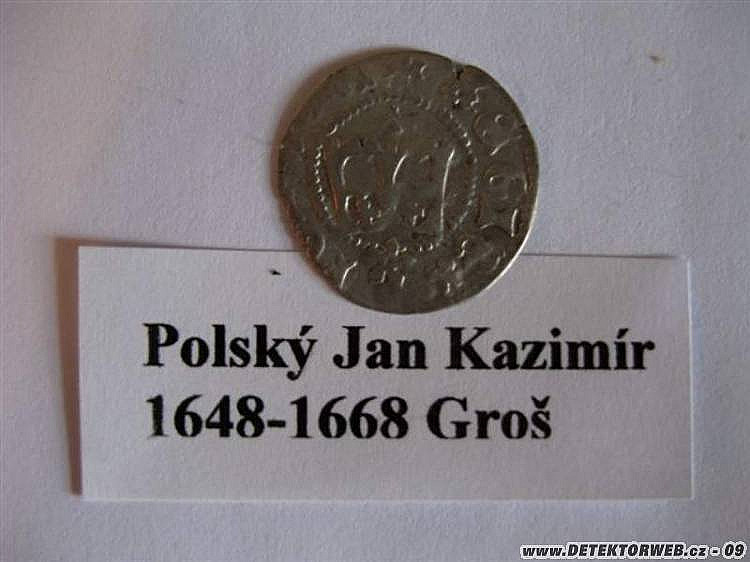 Polský Jan Kazimír
1648-1668 Groš
www.DETEKTORWEB.cz - 09